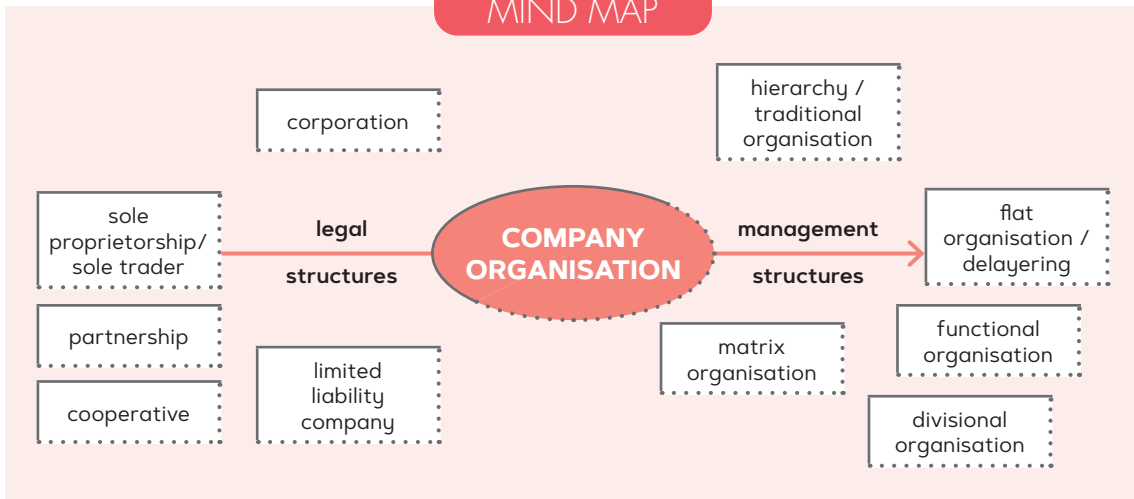 MIND MAP
corporation
sole
proprietorship/
sole trader
partnership
cooperative
limited
liability
company
legal
structures
COMPANY
ORGANISATION
management
structures
hierarchy /
traditional
organisation
flat
organisation /
delayering
functional
organisation
matrix
organisation
divisional
organisation